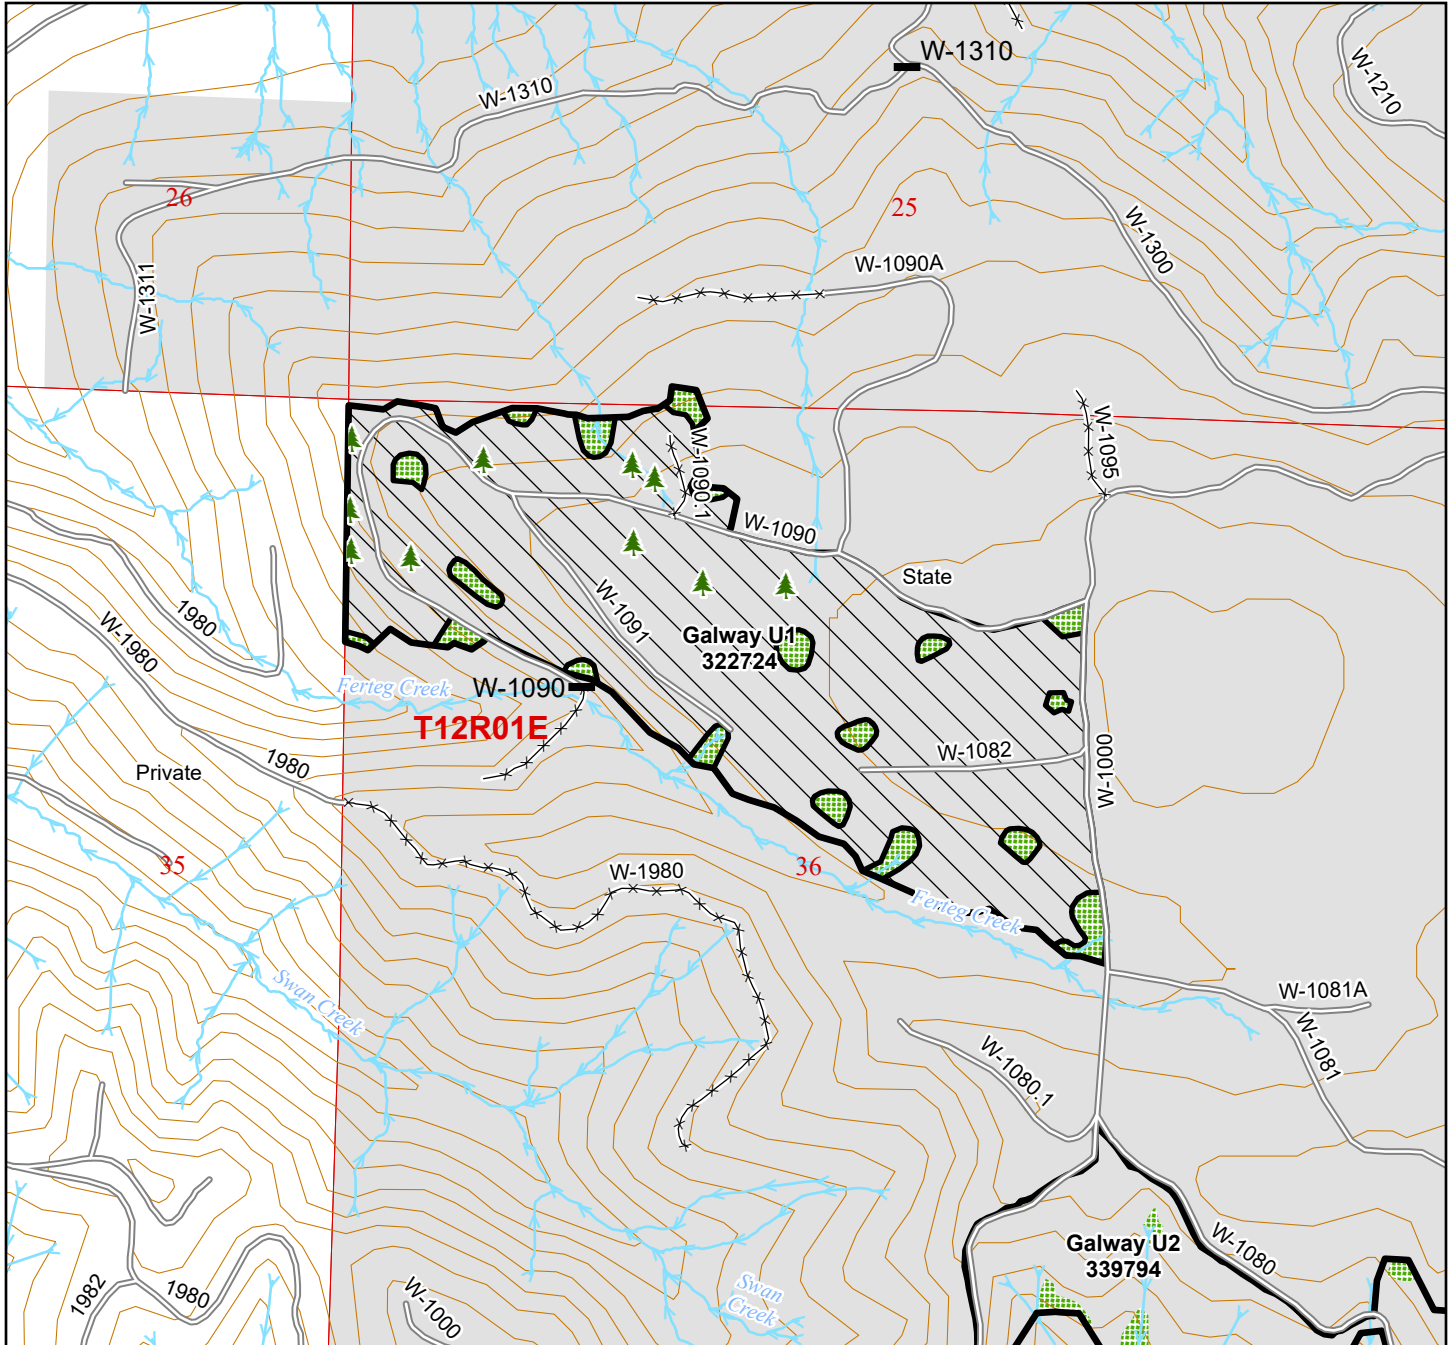 W-1310
W-1310
W-1210
26
25
W-1300
W-1311
W-1090A
W-1095
W-1090.1
W-1090
State
1980
W-1980
W-1091
Galway U1
322724
Ferteg Creek
W-1090
T12R01E
W-1082
W-1000
1980
Private
35
W-1980
36
Ferteg Creek
Swan Creek
W-1081A
W-1081
W-1080.1
Galway U2
339794
W-1080
1982
1980
W-1000
Swan
Creek